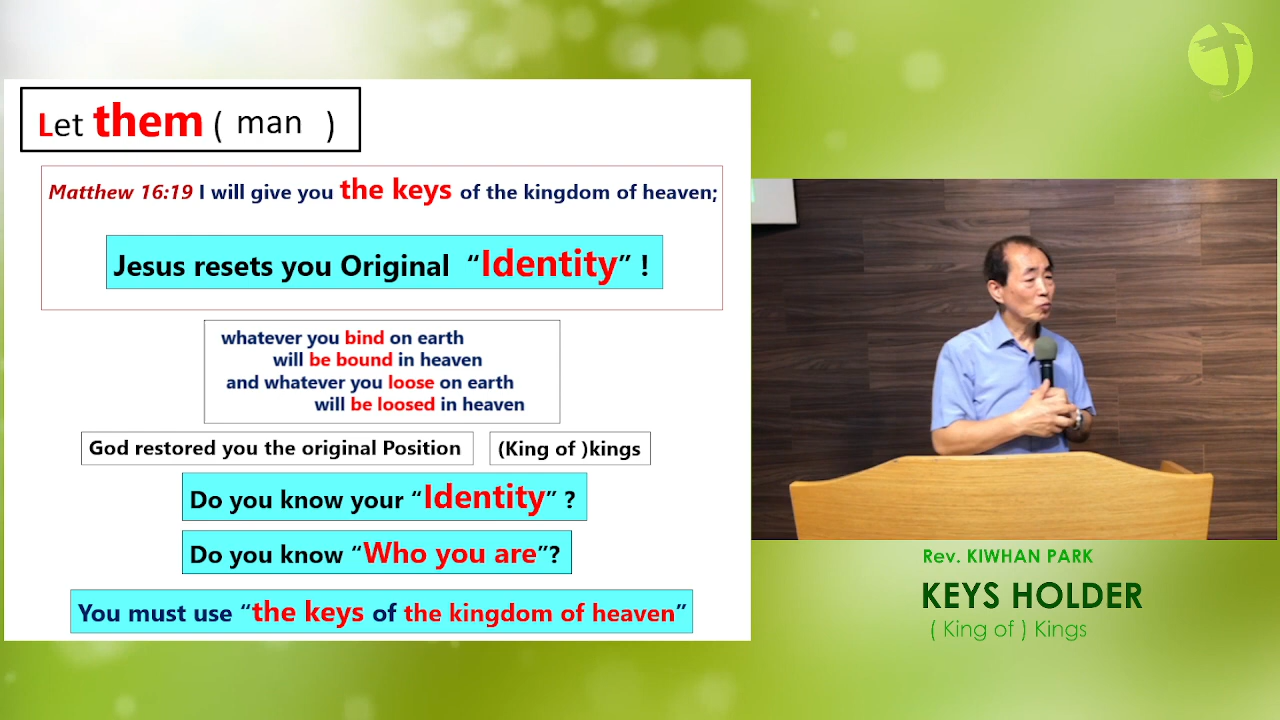 Let them ( man )
Matthew 16:19 I will give you the keys of the kingdom of heaven;
Jesus resets you Original “Identity” !
whatever you bind on earth
will be bound in heaven
and whatever you loose on earth
will be loosed in heaven
God restored you the original Position
(King of )kings
Do you know your “Identity” ?
Do you know “Who you are”?
You must use “the keys of the kingdom of heaven”
Rev. KIWHAN PARK
KEYS HOLDER
( King of ) Kings